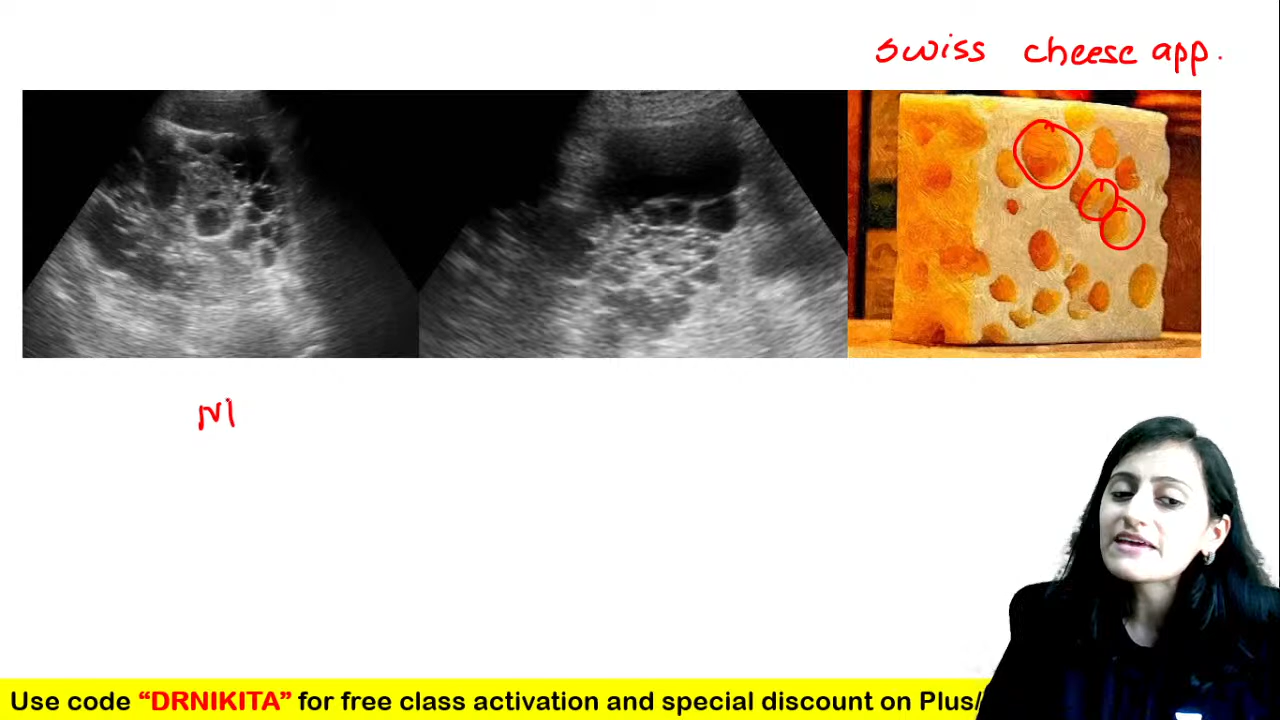 swiss cheese app.
M
Use code “DRNIKITA” for free class activation and special discount on Plus/